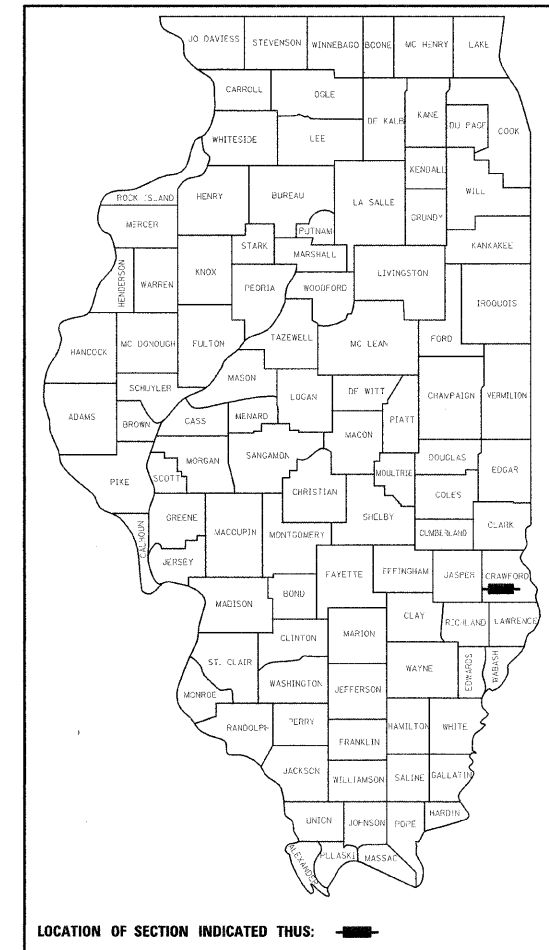 JO DAVIESS STEVENSON WINNEBAGO BOONE MC HENRY LAKE
CARROLL OGLE DE KALB KANE DU PAGE COOK
WHITESIDE LEE KENDALL WILL
ROCK ISLAND HENRY BUREAU LA SALLE GRUNDY
MERCER PUTNAM KANKAKEE
STARK MARSHALL
HENDERSON WARREN KNOX PEORIA WOODFORD LIVINGSTON IROQUOIS
HANCOCK MC DONOUGH FULTON TAZEWELL MC LEAN FORD
SCHUYLER MASON
ADAMS BROWN CASS MENARD LOGAN DE WITT PIATT CHAMPAIGN VERMILION
MORGAN SANGAMON MACON DOUGLAS
PIKE SCOTT CHRISTIAN MOULTRIE COLES EDGAR
GREENE MACCUPIN MONTGOMERY SHELBY CUMBERLAND CLARK
CALHOUN JERSEY FAYETTE EFFINGHAM JASPER CRAWFORD
MADISON BOND
CLINTON MARION CLAY RICHLAND LAWRENCE
ST. CLAIR WAYNE EDWARDS WABASH
MONROE WASHINGTON JEFFERSON
RANDOLPH PERRY HAMILTON WHITE
FRANKLIN
JACKSON WILLIAMSON SALINE GALLATIN
UNION JOHNSON POPE HARDIN
ALEXANDER PULASKI MASSAC
LOCATION OF SECTION INDICATED THUS: